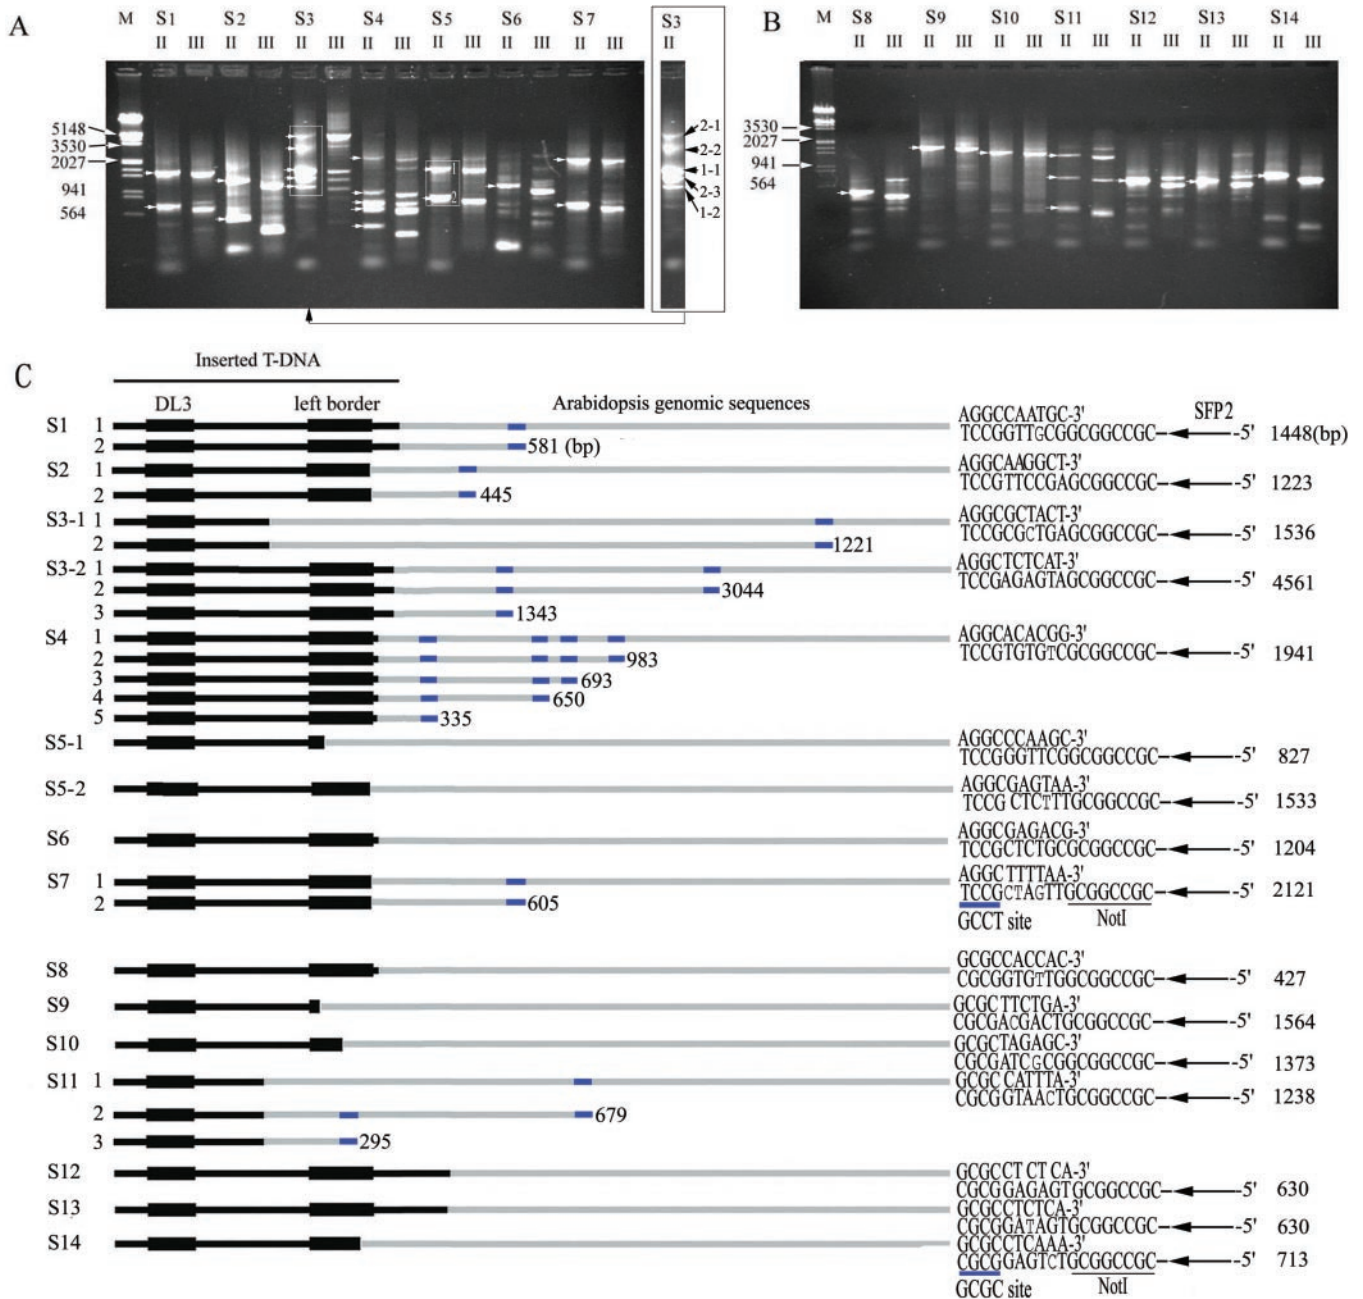 A M S1 S2 S3 S4 S5 S6 S7 S3
II III II III II III II III II III II III II III II
5148
3530
2027
941
564
1
2
2-1
2-2
1-1
2-3
1-2
B M S8 S9 S10 S11 S12 S13 S14
II III II III II III II III II III II III II III
3530
2027
941
564
C
Inserted T-DNA
DL3 left border Arabidopsis genomic sequences SFP2
S1 1 AGGCCAATGC-3'
TCCGGTTGCGGCGGCCGC -5' 1448(bp)
2 581 (bp)
S2 1 AGGCAAGGCT-3'
TCCGTTCCGAGCGGCCGC -5' 1223
2 445
S3-1 1 AGGCGCTACT-3'
TCCGCGCTGAGCGGCCGC -5' 1536
2 1221
S3-2 1 AGGCTCTCAT-3'
TCCGAGAGTAGCGGCCGC -5' 4561
2 3044
3 1343
S4 1 AGGCACACGG-3'
TCCGTGTGTCGCGGCCGC -5' 1941
2 983
3 693
4 650
5 335
S5-1 AGGCCCAAGC-3'
TCCGGGTTCGGCGGCCGC -5' 827
S5-2 AGGCGAGTAA-3'
TCCG CTCTTTGCGGCCGC -5' 1533
S6 AGGCGAGACG-3'
TCCGCTCTGCGCGGCCGC -5' 1204
S7 1 AGGC TTTTAA-3'
TCCGCTAGTTGCGGCCGC -5' 2121
2 605
GCCT site NotI
S8 GCGCCACCAC-3'
CGCGGTGTTGGCGGCCGC -5' 427
S9 GCGC TTCTGA-3'
CGCGACGACTGCGGCCGC -5' 1564
S10 GCGCTAGAGC-3'
CGCGATCGCGGCGGCCGC -5' 1373
S11 1 GCGC CATTTA-3'
CGCGGTAACTGCGGCCGC -5' 1238
2 679
3 295
S12 GCGCCT CT CA-3'
CGCGGAGAGTGCGGCCGC -5' 630
S13 GCGCCTCTCA-3'
CGCGGATAGTGCGGCCGC -5' 630
S14 GCGCCTCAAA-3'
CGCGGAGTCTGCGGCCGC -5' 713
GCGC site NotI